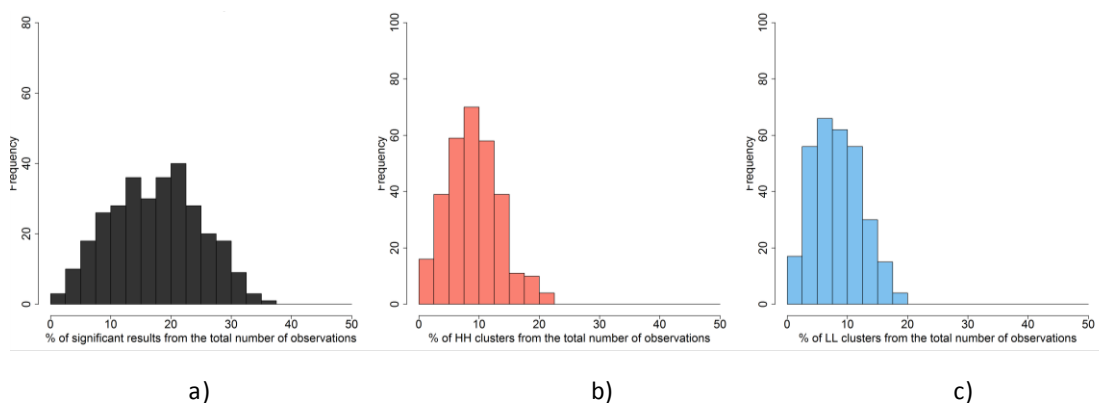 80
60
40
20
0
Frequency
0 10 20 30 40 50
% of significant results from the total number of observations
a)
100
80
60
40
20
0
Frequency
0 10 20 30 40 50
% of HH clusters from the total number of observations
b)
100
80
60
40
20
0
Frequency
0 10 20 30 40 50
% of LL clusters from the total number of observations
c)